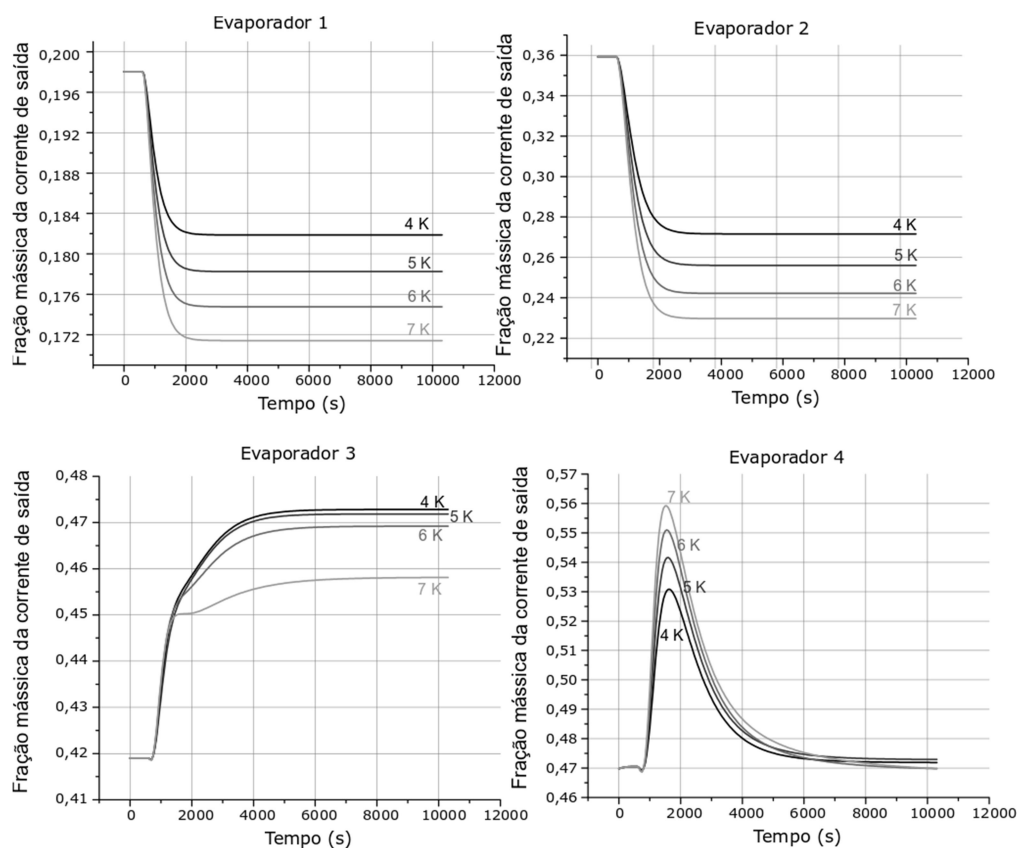 Evaporador 1
Fração mássica da corrente de saída
0,200
0,196
0,192
0,188
0,184
0,180
0,176
0,172
4 K
5 K
6 K
7 K
0 2000 4000 6000 8000 10000 12000
Tempo (s)
Evaporador 2
Fração mássica da corrente de saída
0,36
0,34
0,32
0,30
0,28
0,26
0,24
0,22
4 K
5 K
6 K
7 K
0 2000 4000 6000 8000 10000 12000
Tempo (s)
Evaporador 3
Fração mássica da corrente de saída
0,48
0,47
0,46
0,45
0,44
0,43
0,42
0,41
4 K
5 K
6 K
7 K
0 2000 4000 6000 8000 10000 12000
Tempo (s)
Evaporador 4
Fração mássica da corrente de saída
0,57
0,56
0,55
0,54
0,53
0,52
0,51
0,50
0,49
0,48
0,47
0,46
7 K
6 K
5 K
4 K
0 2000 4000 6000 8000 10000 12000
Tempo (s)